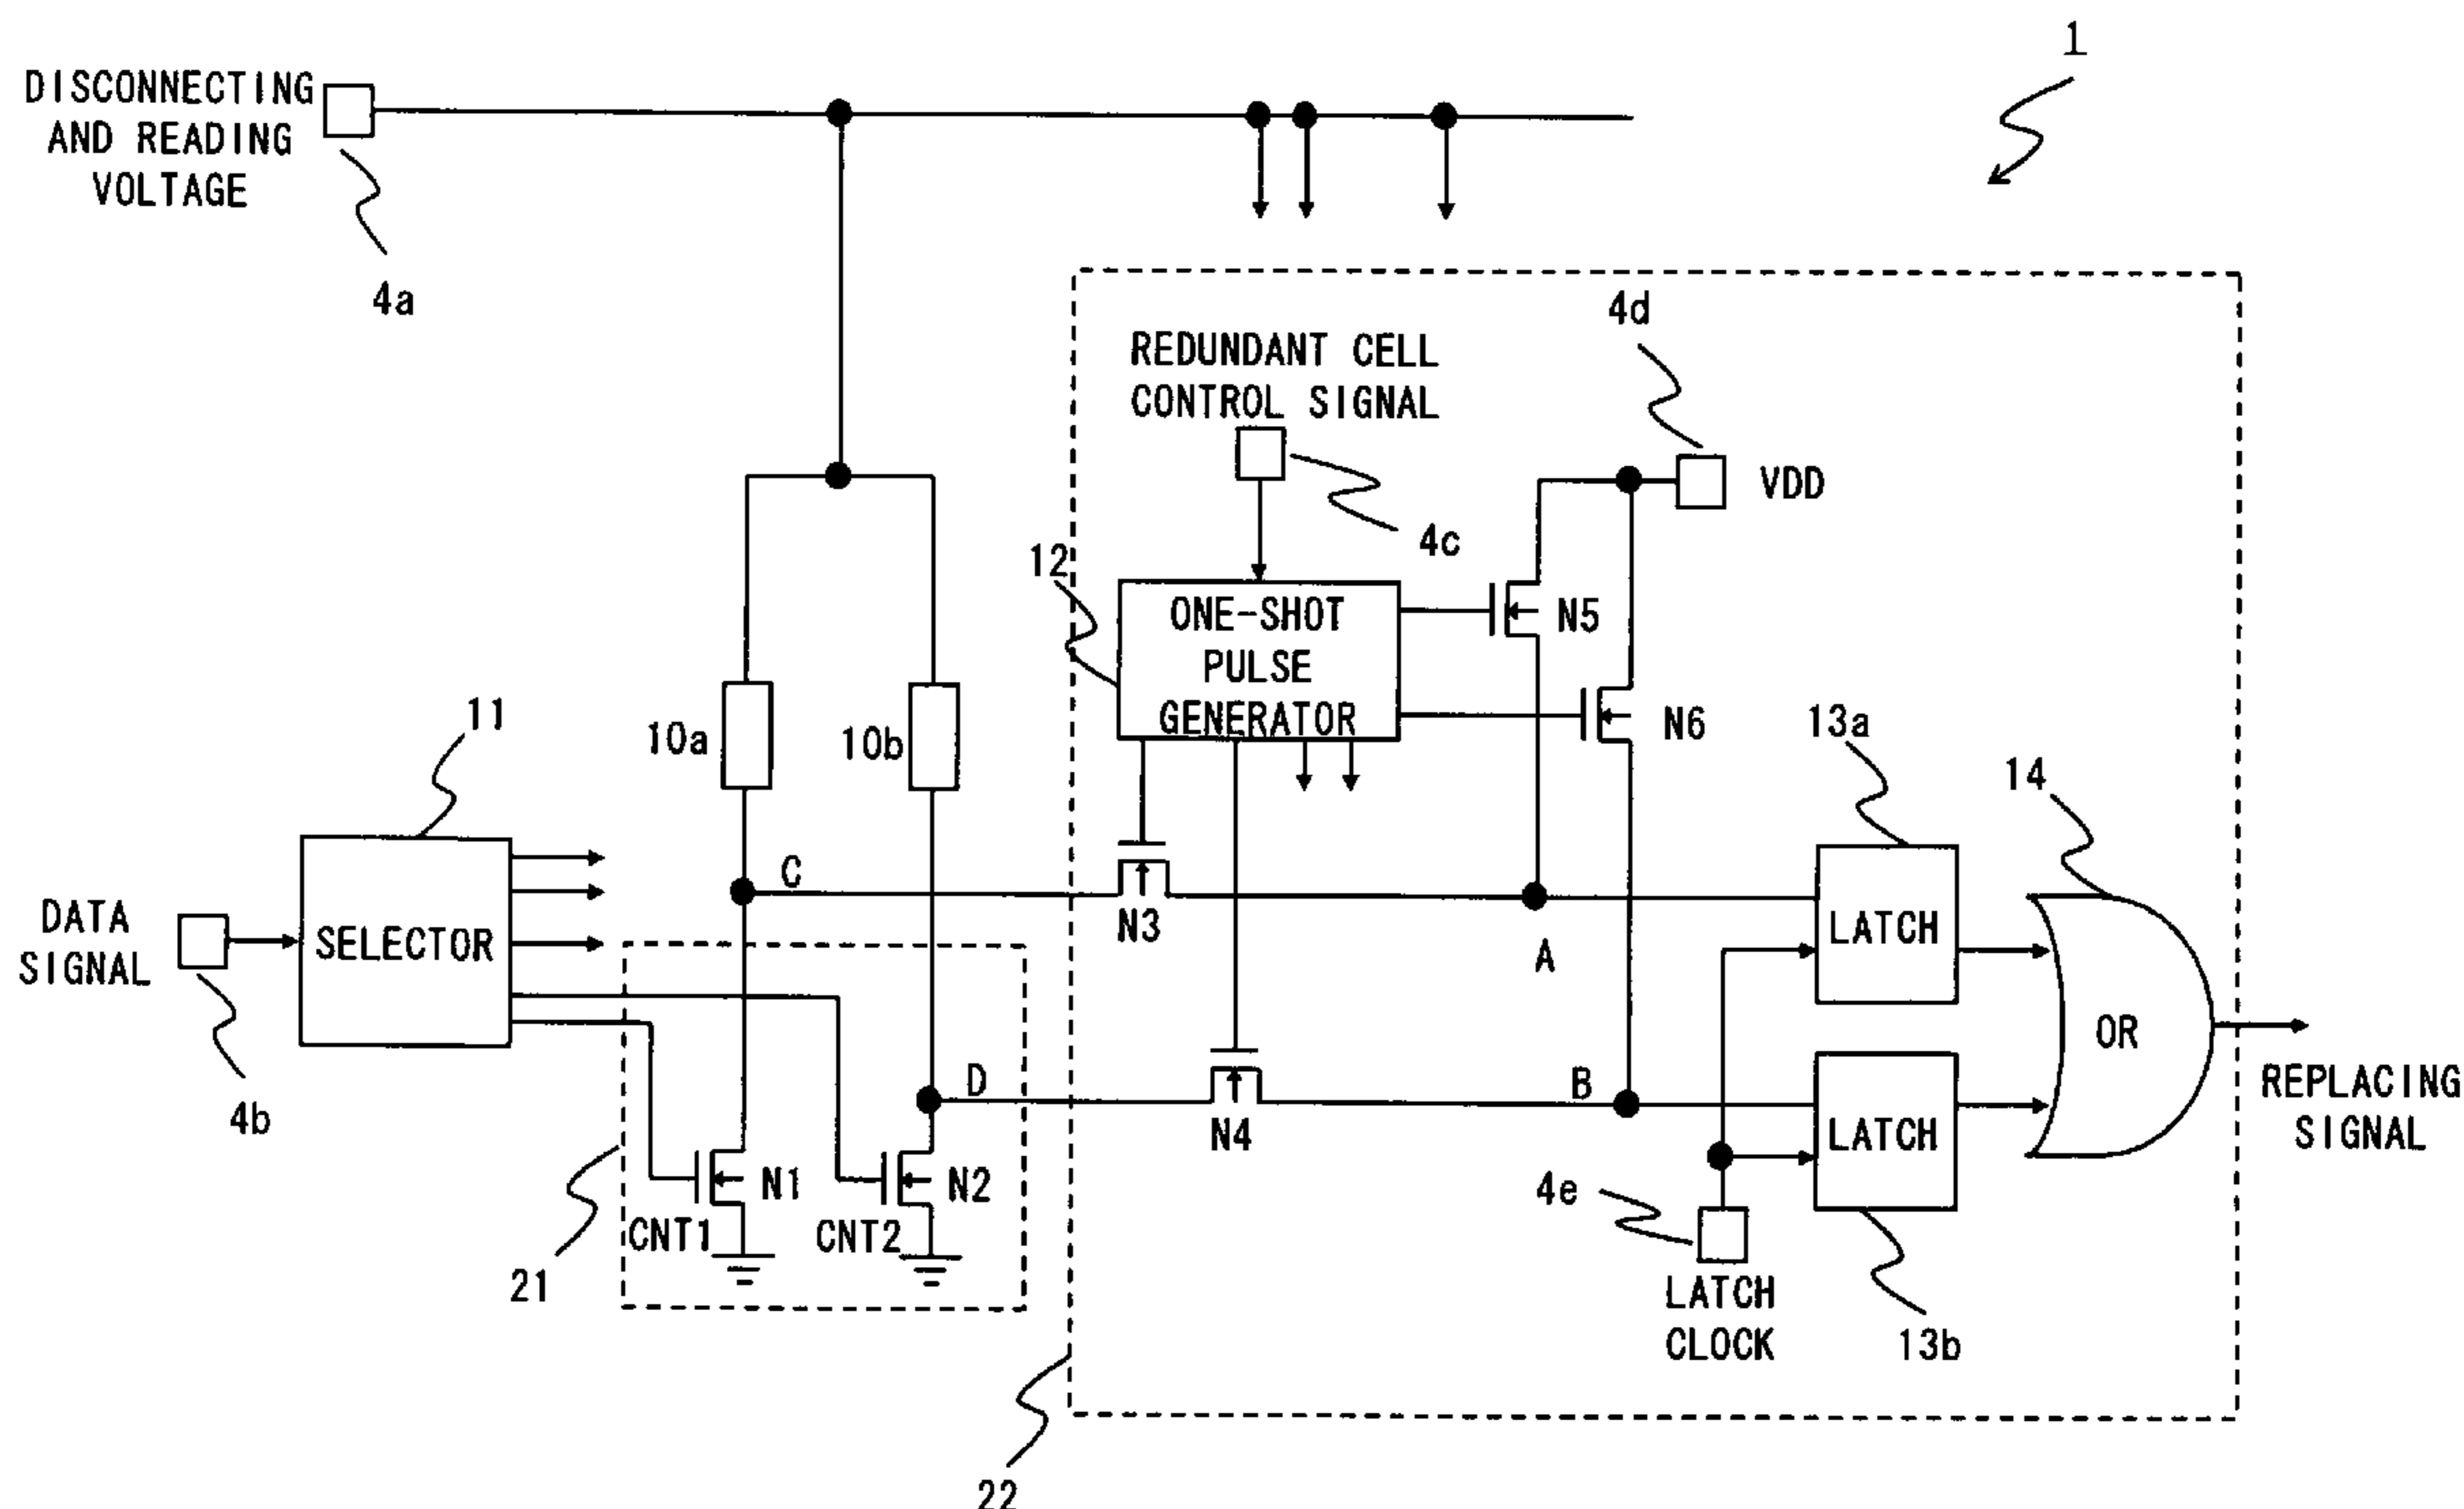 1
DISCONNECTING
AND READING
VOLTAGE
4a
4d
REDUNDANT CELL
CONTROL SIGNAL
VDD
4c
12
ONE-SHOT
PULSE
GENERATOR
N5
N6
11
10a
10b
13a
14
C
DATA
SIGNAL
SELECTOR
N3
A
LATCH
OR
4b
D
B
N4
LATCH
REPLACING
SIGNAL
N1
N2
4e
CNT1
CNT2
21
LATCH
CLOCK
13b
22